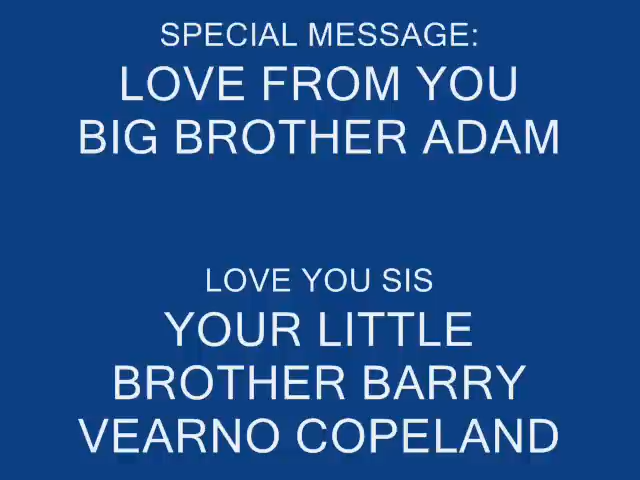 SPECIAL MESSAGE:
LOVE FROM YOU
BIG BROTHER ADAM
LOVE YOU SIS
YOUR LITTLE
BROTHER BARRY
VEARNO COPELAND